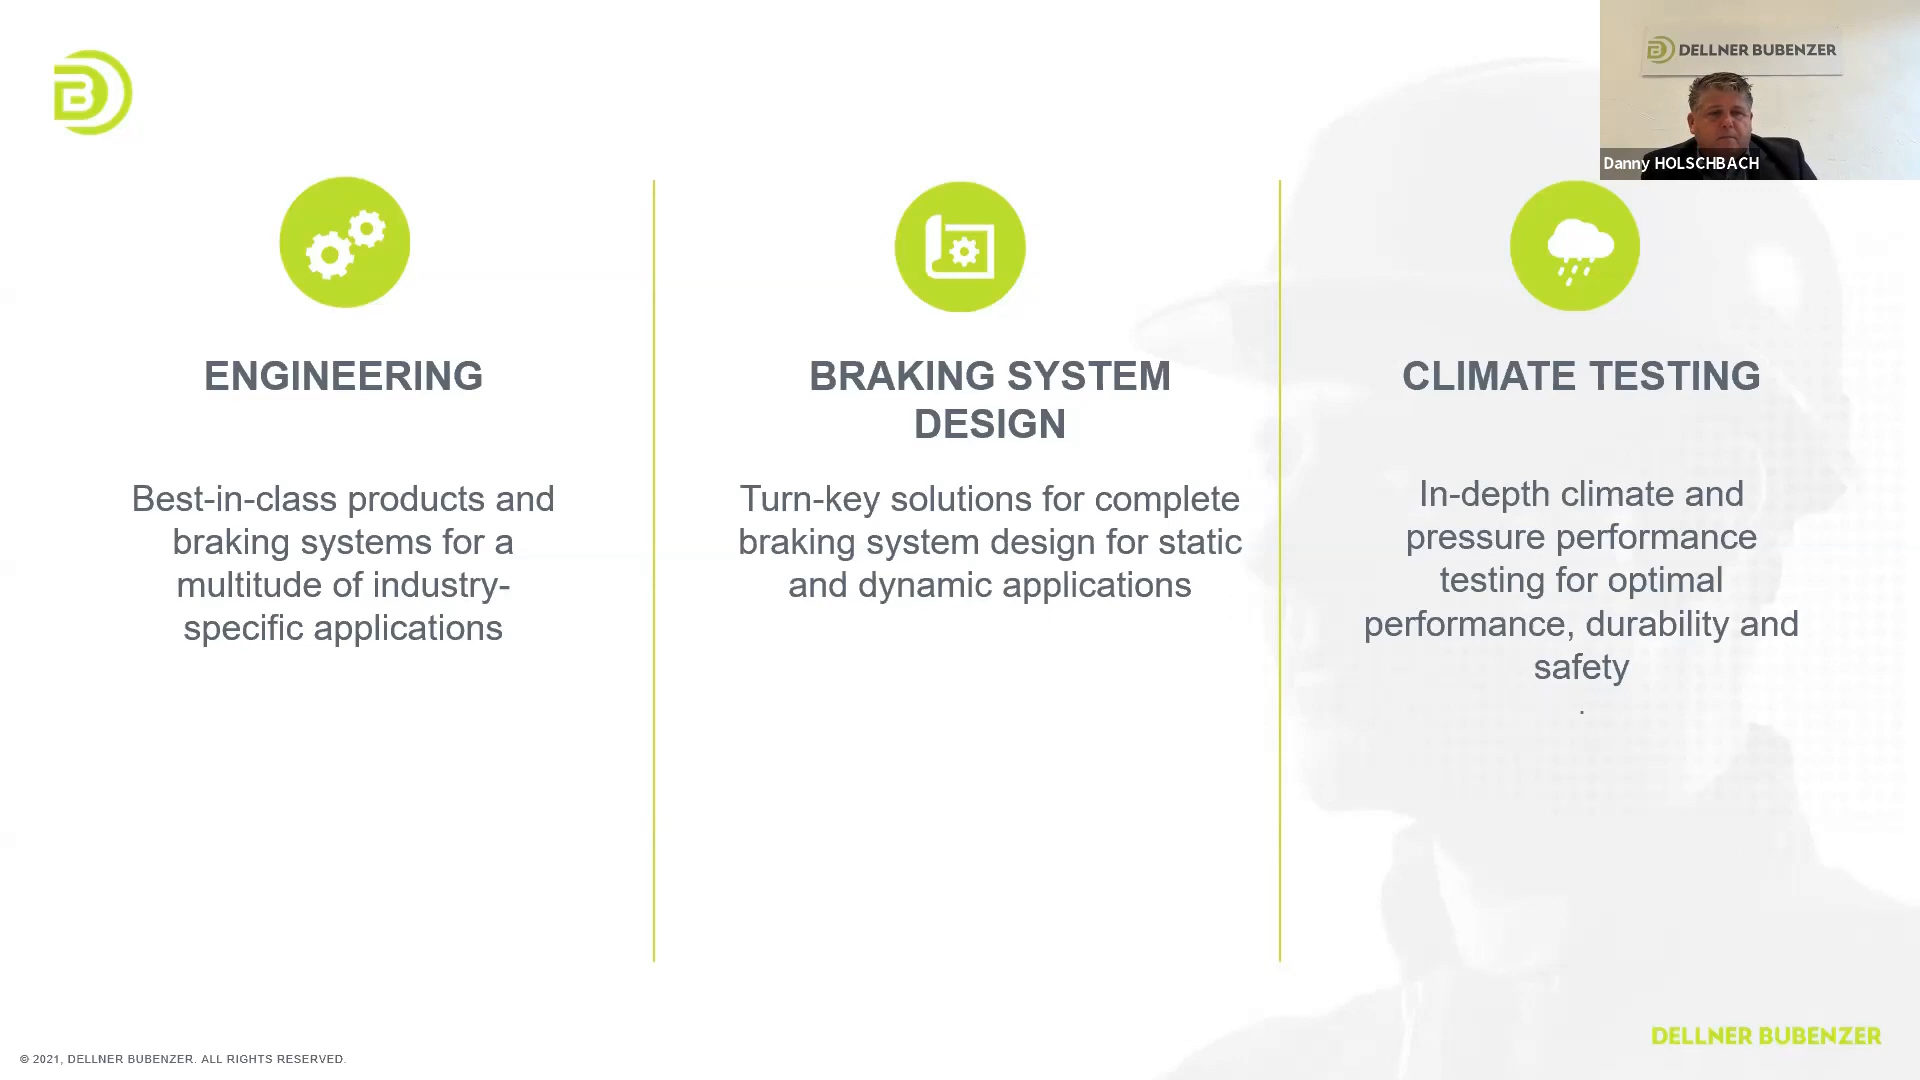 DELLNER BUBENZER
Danny HOLSCHBACH
ENGINEERING
Best-in-class products and
braking systems for a
multitude of industry-
specific applications
BRAKING SYSTEM
DESIGN
Turn-key solutions for complete
braking system design for static
and dynamic applications
CLIMATE TESTING
In-depth climate and
pressure performance
testing for optimal
performance, durability and
safety
.
DELLNER BUBENZER
© 2021, DELLNER BUBENZER. ALL RIGHTS RESERVED.